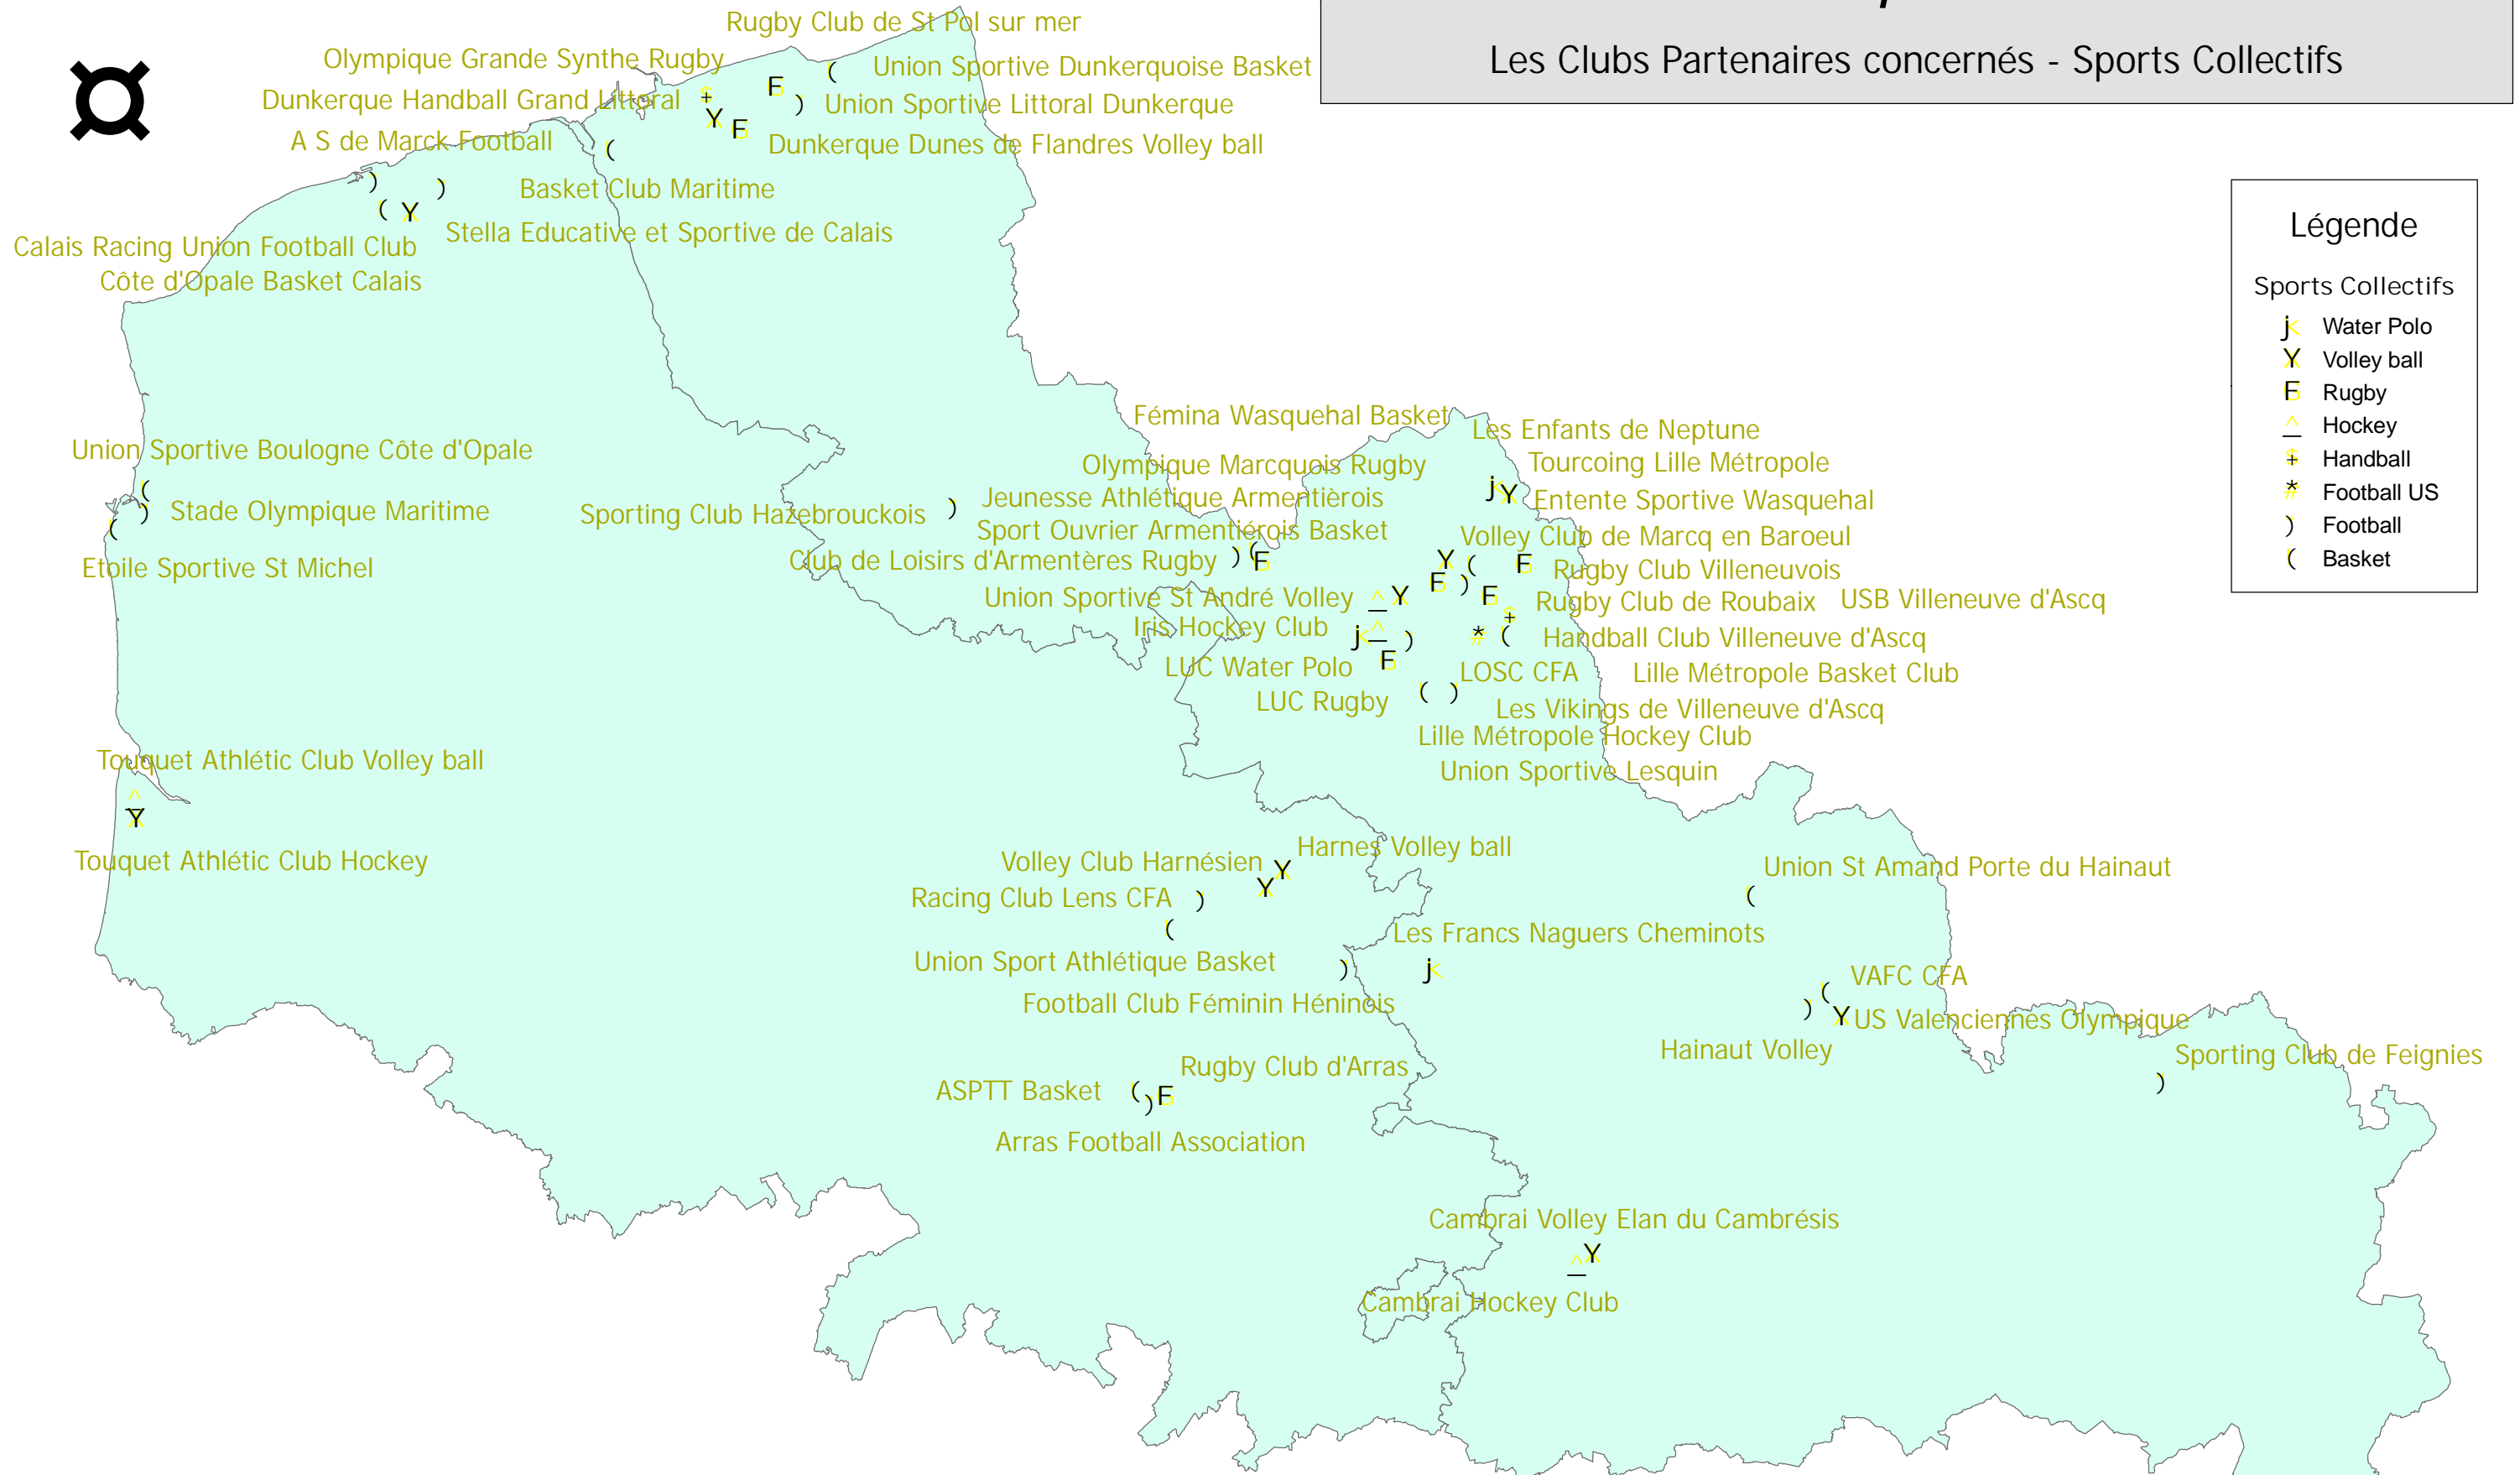 Les Clubs Partenaires concernés - Sports Collectifs
Rugby Club de St Pol sur mer
Olympique Grande Synthe Rugby
Union Sportive Dunkerquoise Basket
Dunkerque Handball Grand Littoral
Union Sportive Littoral Dunkerque
A S de Marck Football
Dunkerque Dunes de Flandres Volley ball
Basket Club Maritime
Stella Educative et Sportive de Calais
Calais Racing Union Football Club
Côte d'Opale Basket Calais
Légende
Sports Collectifs
Water Polo
Volley ball
Rugby
Hockey
Handball
Football US
Football
Basket
Union Sportive Boulogne Côte d'Opale
Stade Olympique Maritime
Etoile Sportive St Michel
Sporting Club Hazebrouckois
Fémina Wasquehal Basket
Les Enfants de Neptune
Olympique Marcquois Rugby
Tourcoing Lille Métropole
Jeunesse Athlétique Armentièrois
Entente Sportive Wasquehal
Sport Ouvrier Armentiérois Basket
Volley Club de Marcq en Baroeul
Club de Loisirs d'Armentères Rugby
Rugby Club Villeneuvois
Union Sportive St André Volley
Rugby Club de Roubaix
USB Villeneuve d'Ascq
Iris Hockey Club
Handball Club Villeneuve d'Ascq
LUC Water Polo
LOSC CFA
Lille Métropole Basket Club
LUC Rugby
Les Vikings de Villeneuve d'Ascq
Lille Métropole Hockey Club
Union Sportive Lesquin
Touquet Athlétic Club Volley ball
Touquet Athlétic Club Hockey
Harnes Volley ball
Volley Club Harnésien
Racing Club Lens CFA
Union St Amand Porte du Hainaut
Les Francs Naguers Cheminots
Union Sport Athlétique Basket
Football Club Féminin Héninois
VAFC CFA
US Valenciennes Olympique
Hainaut Volley
Sporting Club de Feignies
Rugby Club d'Arras
ASPTT Basket
Arras Football Association
Cambrai Volley Elan du Cambrésis
Cambrai Hockey Club